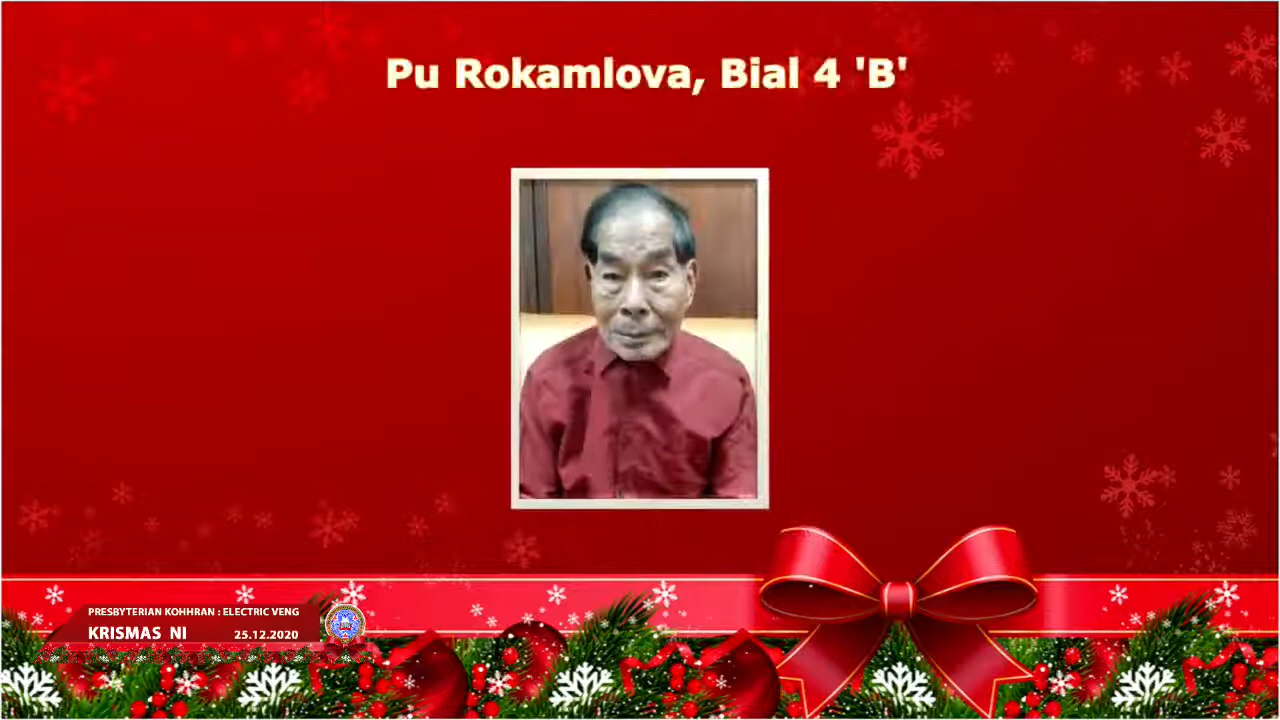 Pu Rokamlova, Bial 4 'B'
PRESBYTERIAN KOHHRAN : ELECTRIC VENG
KRISMAS NI 25.12.2020